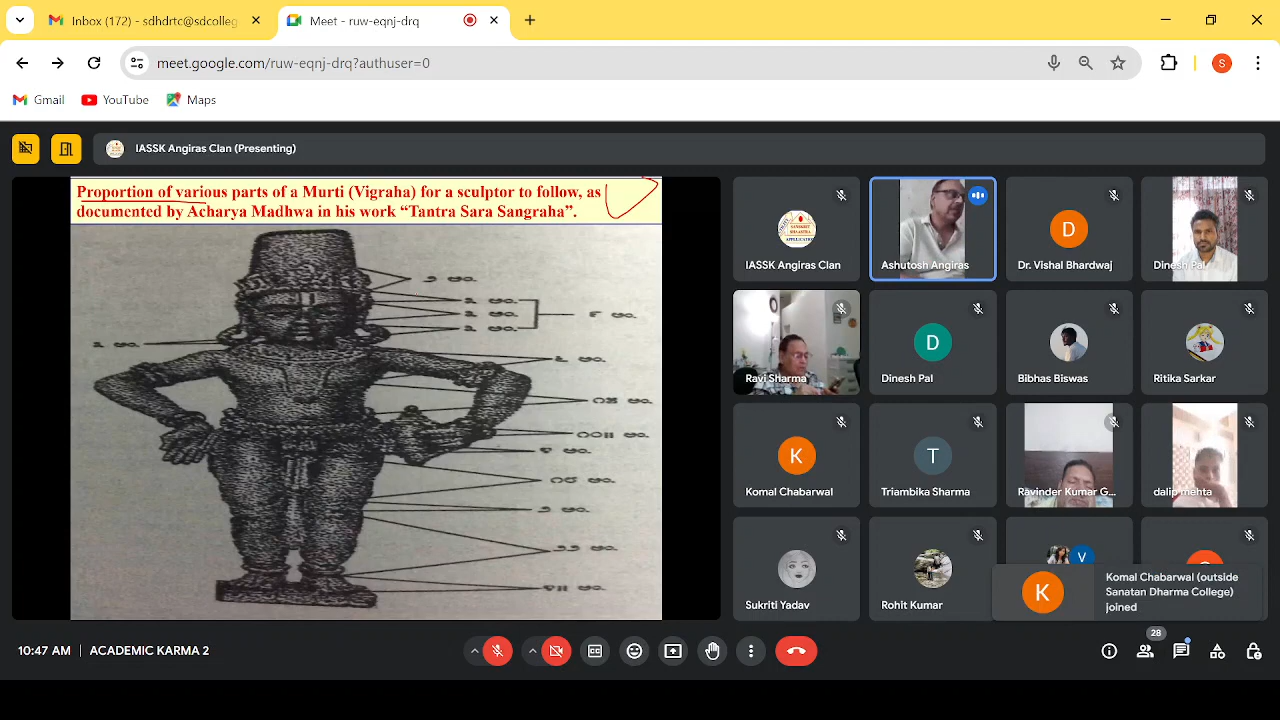 Inbox (172) - sdhdrtc@sdcolleg
Meet - ruw-eqnj-drq
meet.google.com/ruw-eqnj-drq?authuser=0
S
Gmail
YouTube
Maps
IASSK Angiras Clan (Presenting)
Proportion of various parts of a Murti (Vigraha) for a sculptor to follow, as
documented by Acharya Madhwa in his work “Tantra Sara Sangraha”.
IASSK Angiras Clan
Ashutosh Angiras
D
Dr. Vishal Bhardwaj
Dinesh Pal
Ravi Sharma
D
Dinesh Pal
Bibhas Biswas
Ritika Sarkar
K
Komal Chabarwal
T
Triambika Sharma
Ravinder Kumar G...
dalip mehta
Sukriti Yadav
Rohit Kumar
V
K
Komal Chabarwal (outside
Sanatan Dharma College)
joined
10:47 AM | ACADEMIC KARMA 2
28